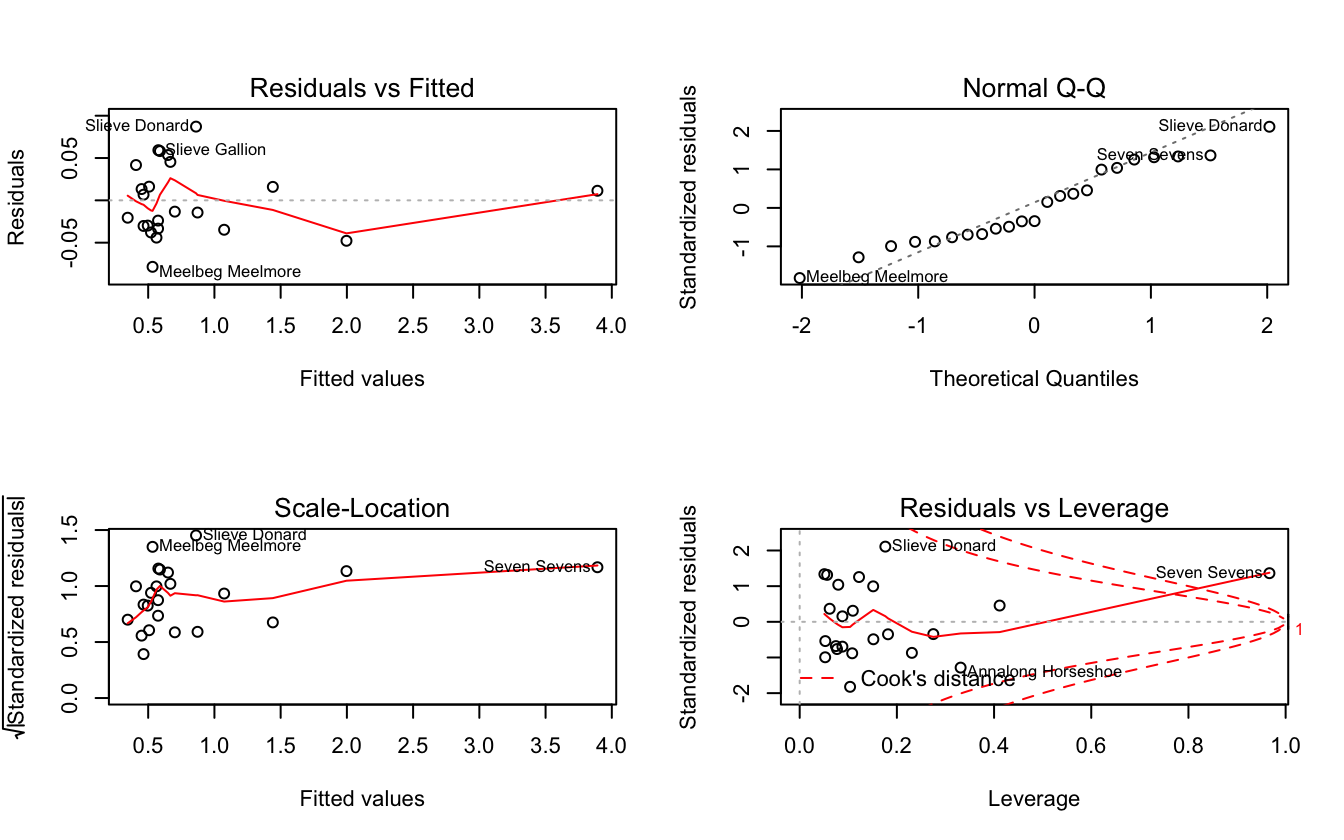 Residuals vs Fitted
Residuals
0.05
-0.05
Slieve Donard
Slieve Gallion
Meelbeg Meelmore
0.5 1.0 1.5 2.0 2.5 3.0 3.5 4.0
Fitted values
Normal Q-Q
Standardized residuals
2
1
0
-1
Slieve Donard
Seven Sevens
Meelbeg Meelmore
-2 -1 0 1 2
Theoretical Quantiles
Scale-Location
√|Standardized residuals|
1.5
1.0
0.5
0.0
Slieve Donard
Meelbeg Meelmore
Seven Sevens
0.5 1.0 1.5 2.0 2.5 3.0 3.5 4.0
Fitted values
Residuals vs Leverage
Standardized residuals
2
1
0
-2
Slieve Donard
Seven Sevens
1
Annalong Horseshoe
Cook's distance
0.0 0.2 0.4 0.6 0.8 1.0
Leverage